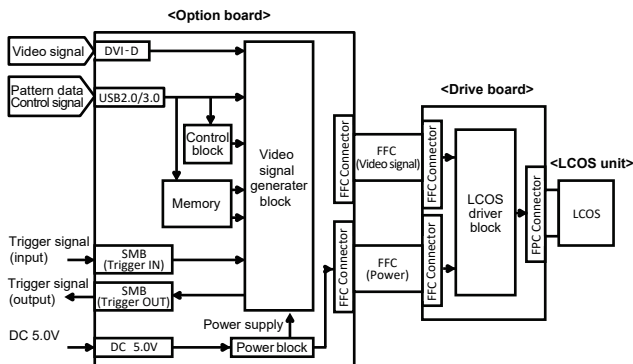 <Option board>
Video signal
DVI-D
Pattern data
Control signal
USB2.0/3.0
Control
block
Memory
Video
signal
generater
block
Trigger signal
(input)
SMB
(Trigger IN)
Trigger signal
(output)
SMB
(Trigger OUT)
Power supply
DC 5.0V
DC 5.0V
Power block
FFC Connector
FFC Connector
FFC
(Video signal)
FFC
(Power)
<Drive board>
FFC Connector
FFC Connector
LCOS
driver
block
FPC Connector
<LCOS unit>
LCOS